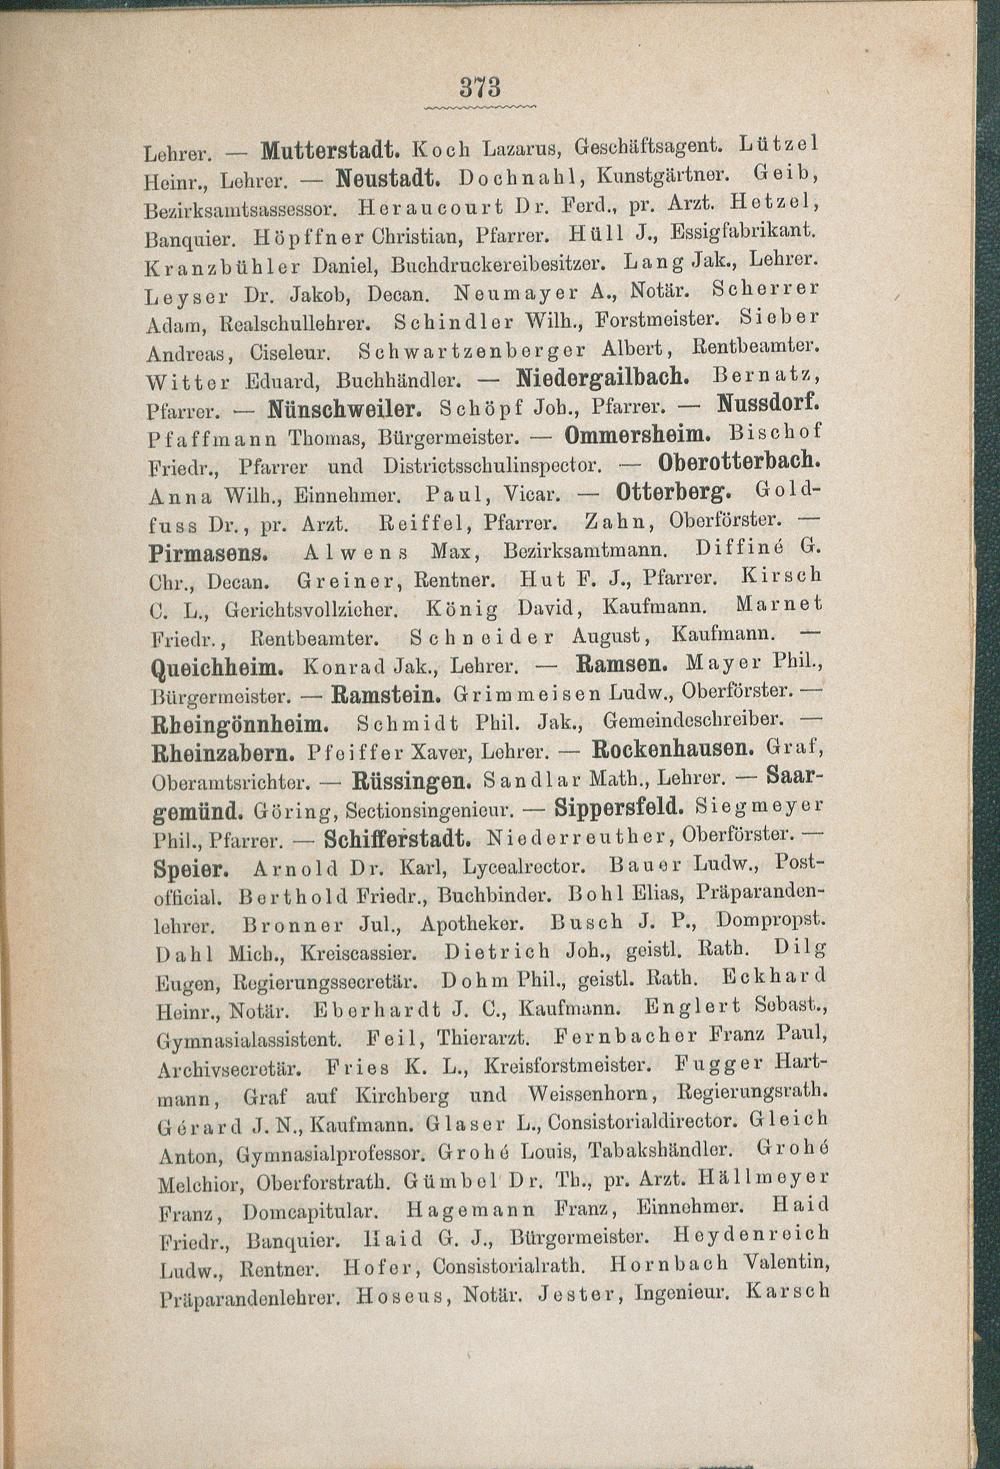 373
Lehrer. — Mutterstadt. Koch Lazarus, Geschäftsagent. Lützel
Heinr., Lehrer. — Neustadt. Dochnahl, Kunstgärtner. Geib,
Bezirksamtsassessor. Heraucourt Dr. Ferd., pr. Arzt. Hetzel,
Banquier. Höpffner Christian, Pfarrer. Hüll J., Essigfabrikant.
Kranzbühler Daniel, Buchdruckereibesitzer. Lang Jak., Lehrer.
Leyser Dr. Jakob, Decan. Neumayer A., Notär. Scherrer
Adam, Realschullehrer. Schindler Wilh., Forstmeister. Sieber
Andreas, Ciseleur. Schwartzenberger Albert, Rentbeamter.
Witter Eduard, Buchhändler. — Niedergailbach. Bernatz,
Pfarrer. — Nünschweiler. Schöpf Joh., Pfarrer. — Nussdorf.
Pfaffmann Thomas, Bürgermeister. — Ommersheim. Bischof
Friedr., Pfarrer und Districtsschulinspector. — Oberotterbach.
Anna Wilh., Einnehmer. Paul, Vicar. — Otterberg. Gold-
fuss Dr., pr. Arzt. Reiffel, Pfarrer. Zahn, Oberförster. —
Pirmasens. Alwens Max, Bezirksamtmann. Diffiné G.
Chr., Decan. Greiner, Rentner. Hut F. J., Pfarrer. Kirsch
C. L., Gerichtsvollzieher. König David, Kaufmann. Marnet
Friedr., Rentbeamter. Schneider August, Kaufmann. —
Queichheim. Konrad Jak., Lehrer. — Ramsen. Mayer Phil.,
Bürgermeister. — Ramstein. Grimmeisen Ludw., Oberförster. —
Rheingönnheim. Schmidt Phil. Jak., Gemeindeschreiber. —
Rheinzabern. Pfeiffer Xaver, Lehrer. — Rockenhausen. Graf,
Oberamtsrichter. — Rüssingen. Sandlar Math., Lehrer. — Saar-
gemünd. Göring, Sectionsingenieur. — Sippersfeld. Siegmeyer
Phil., Pfarrer. — Schifferstadt. Niederreuther, Oberförster. —
Speier. Arnold Dr. Karl, Lycealrector. Bauer Ludw., Post-
official. Berthold Friedr., Buchbinder. Bohl Elias, Präparanden-
lehrer. Bronner Jul., Apotheker. Busch J. P., Dompropst.
Dahl Mich., Kreiscassier. Dietrich Joh., geistl. Rath. Dilg
Eugen, Regierungssecretär. Dohm Phil., geistl. Rath. Eckhard
Heinr., Notär. Eberhardt J. C., Kaufmann. Englert Sebast.,
Gymnasialassistent. Feil, Thierarzt. Fernbacher Franz Paul,
Archivsecretär. Fries K. L., Kreisforstmeister. Fugger Hart-
mann, Graf auf Kirchberg und Weissenhorn, Regierungsrath.
Gérard J. N., Kaufmann. Glaser L., Consistorialdirector. Gleich
Anton, Gymnasialprofessor. Grohé Louis, Tabakshändler. Grohé
Melchior, Oberforstrath. Gümbel Dr. Th., pr. Arzt. Hällmeyer
Franz, Domcapitular. Hagemann Franz, Einnehmer. Haid
Friedr., Banquier. Haid G. J., Bürgermeister. Heydenreich
Ludw., Rentner. Hofer, Consistorialrath. Hornbach Valentin,
Präparandenlehrer. Hoseus, Notär. Jester, Ingenieur. Karsch